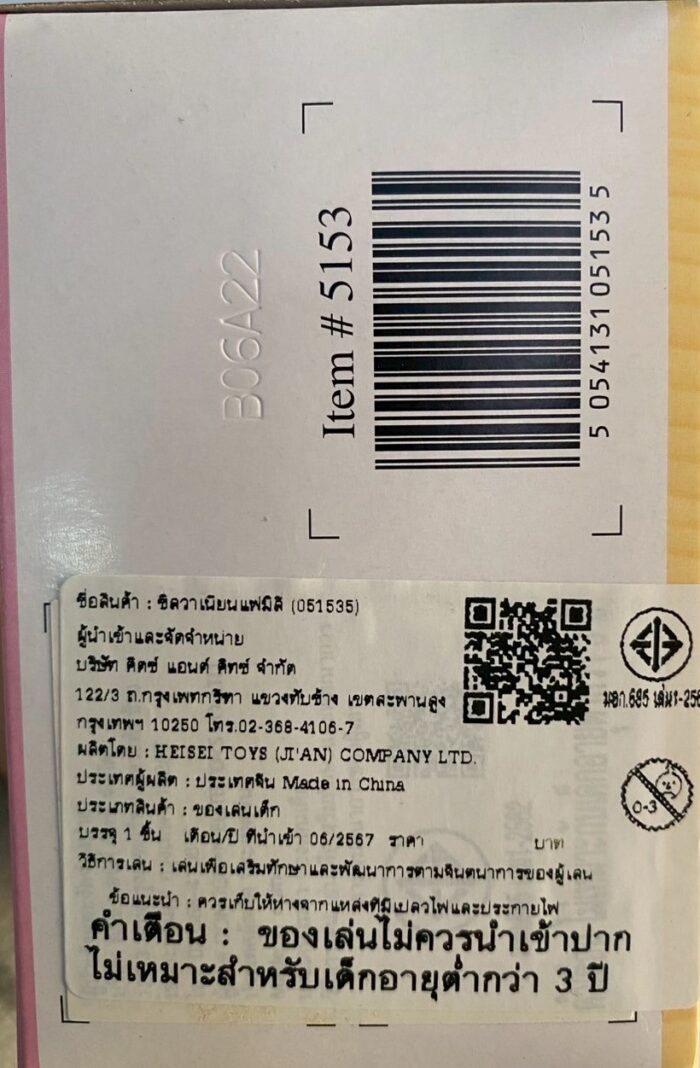 B06A22
Item # 5153
5 054131 051535
ชื่อสินค้า : ซิลวาเนียนแฟมิลี (051535)
ผู้นำเข้าและจัดจำหน่าย
บริษัท คิดซ์ แอนด์ คิทซ์ จำกัด
122/3 ถ.กรุงเทพกรีฑา แขวงทับช้าง เขตสะพานสูง
กรุงเทพฯ 10250 โทร.02-368-4106-7
ผลิตโดย : HEISEI TOYS (JI'AN) COMPANY LTD.
ประเทศผู้ผลิต : ประเทศจีน Made in China
ประเภทสินค้า : ของเล่นเด็ก
บรรจุ 1 ชิ้น เดือน/ปี ที่นำเข้า 06/2567 ราคา บาท
วิธีการเล่น : เล่นเพื่อเสริมทักษะและพัฒนาการตามจินตนาการของผู้เล่น
ข้อแนะนำ : ควรเก็บให้ห่างจากแหล่งที่มีเปลวไฟและประกายไฟ
คำเตือน : ของเล่นไม่ควรนำเข้าปาก
ไม่เหมาะสำหรับเด็กอายุต่ำกว่า 3 ปี
มอก.685 เล่ม1-256
0-3